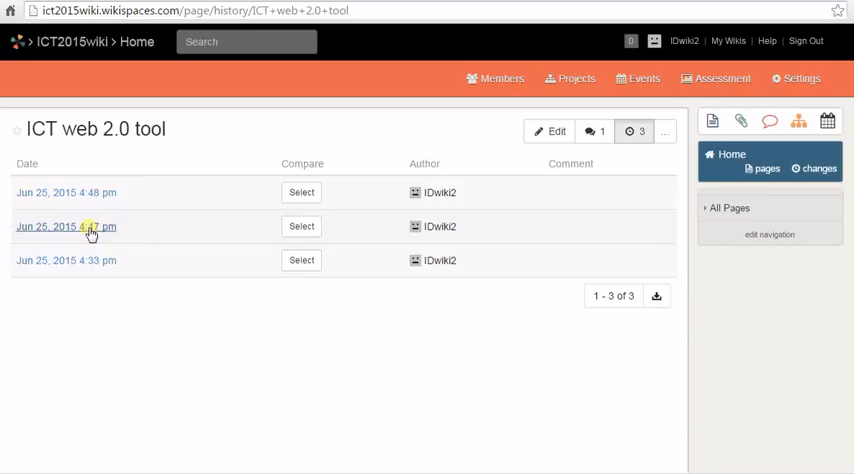 ict2015wiki.wikispaces.com/page/history/ICT+web+2.0+tool
> ICT2015wiki > Home Search 0 IDwiki2 | My Wikis | Help | Sign Out
Members Projects Events Assessment Settings
ICT web 2.0 tool Edit 1 3 ...
Date Compare Author Comment
Jun 25, 2015 4:48 pm Select IDwiki2
Jun 25, 2015 4:47 pm Select IDwiki2
Jun 25, 2015 4:33 pm Select IDwiki2
1 - 3 of 3
Home
pages changes
All Pages
edit navigation